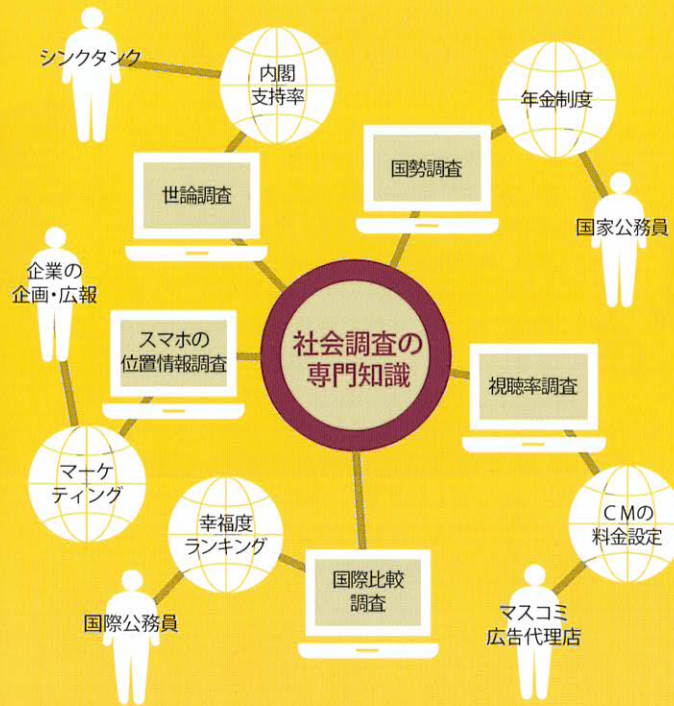 シンクタンク
内閣
支持率
年金制度
世論調査
国勢調査
国家公務員
企業の
企画・広報
スマホの
位置情報調査
社会調査の
専門知識
視聴率調査
マーケ
ティング
幸福度
ランキング
CMの
料金設定
国際比較
調査
国際公務員
マスコミ
広告代理店